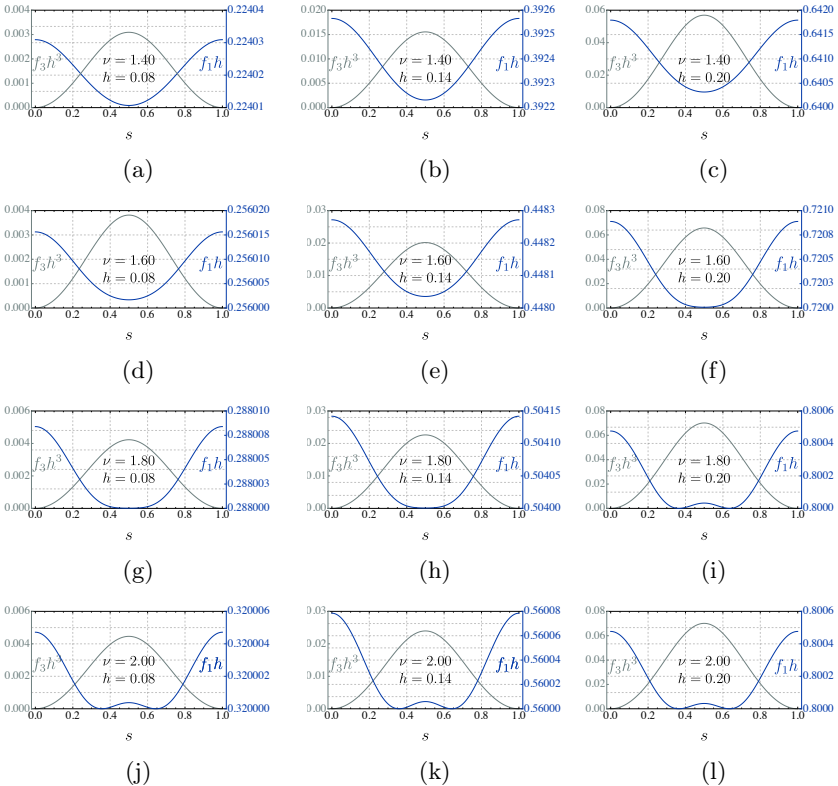 0.004
0.003
0.002
0.001
0.000
f₃h³
ν = 1.40
h = 0.08
f₁h
0.22404
0.22403
0.22402
0.22401
0.0 0.2 0.4 0.6 0.8 1.0
s
(a)
0.020
0.015
0.010
0.005
0.000
f₃h³
ν = 1.40
h = 0.14
f₁h
0.3926
0.3925
0.3924
0.3923
0.3922
0.0 0.2 0.4 0.6 0.8 1.0
s
(b)
0.06
0.04
0.02
0.00
f₃h³
ν = 1.40
h = 0.20
f₁h
0.6420
0.6415
0.6410
0.6405
0.6400
0.0 0.2 0.4 0.6 0.8 1.0
s
(c)
0.004
0.003
0.002
0.001
0.000
f₃h³
ν = 1.60
h = 0.08
f₁h
0.256020
0.256015
0.256010
0.256005
0.256000
0.0 0.2 0.4 0.6 0.8 1.0
s
(d)
0.03
0.02
0.01
0.00
f₃h³
ν = 1.60
h = 0.14
f₁h
0.4483
0.4482
0.4481
0.4480
0.0 0.2 0.4 0.6 0.8 1.0
s
(e)
0.08
0.06
0.04
0.02
0.00
f₃h³
ν = 1.60
h = 0.20
f₁h
0.7210
0.7208
0.7205
0.7203
0.7200
0.0 0.2 0.4 0.6 0.8 1.0
s
(f)
0.006
0.004
0.002
0.000
f₃h³
ν = 1.80
h = 0.08
f₁h
0.288010
0.288008
0.288005
0.288003
0.288000
0.0 0.2 0.4 0.6 0.8 1.0
s
(g)
0.03
0.02
0.01
0.00
f₃h³
ν = 1.80
h = 0.14
f₁h
0.50415
0.50410
0.50405
0.50400
0.0 0.2 0.4 0.6 0.8 1.0
s
(h)
0.08
0.06
0.04
0.02
0.00
f₃h³
ν = 1.80
h = 0.20
f₁h
0.8006
0.8004
0.8002
0.8000
0.0 0.2 0.4 0.6 0.8 1.0
s
(i)
0.006
0.004
0.002
0.000
f₃h³
ν = 2.00
h = 0.08
f₁h
0.320006
0.320004
0.320002
0.320000
0.0 0.2 0.4 0.6 0.8 1.0
s
(j)
0.03
0.02
0.01
0.00
f₃h³
ν = 2.00
h = 0.14
f₁h
0.56008
0.56006
0.56004
0.56002
0.56000
0.0 0.2 0.4 0.6 0.8 1.0
s
(k)
0.08
0.06
0.04
0.02
0.00
f₃h³
ν = 2.00
h = 0.20
f₁h
0.8006
0.8004
0.8002
0.8000
0.0 0.2 0.4 0.6 0.8 1.0
s
(l)